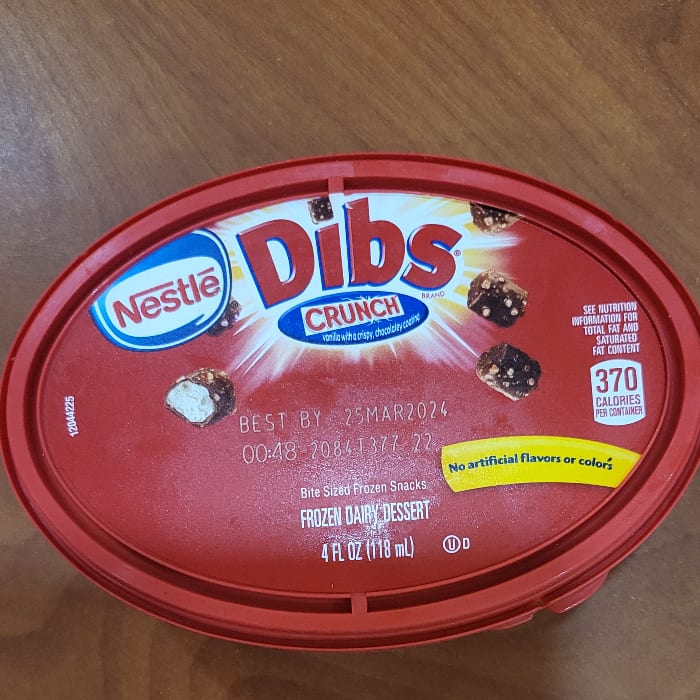 Nestlé
Dibs®
CRUNCH
BRAND
vanilla with a crispy, chocolatey coating
SEE NUTRITION
INFORMATION FOR
TOTAL FAT AND
SATURATED
FAT CONTENT
370
CALORIES
PER CONTAINER
12044225
BEST BY 25MAR2024
00:48 2084T377 22
No artificial flavors or colors
Bite Sized Frozen Snacks
FROZEN DAIRY DESSERT
4 FL OZ (118 mL)
U D